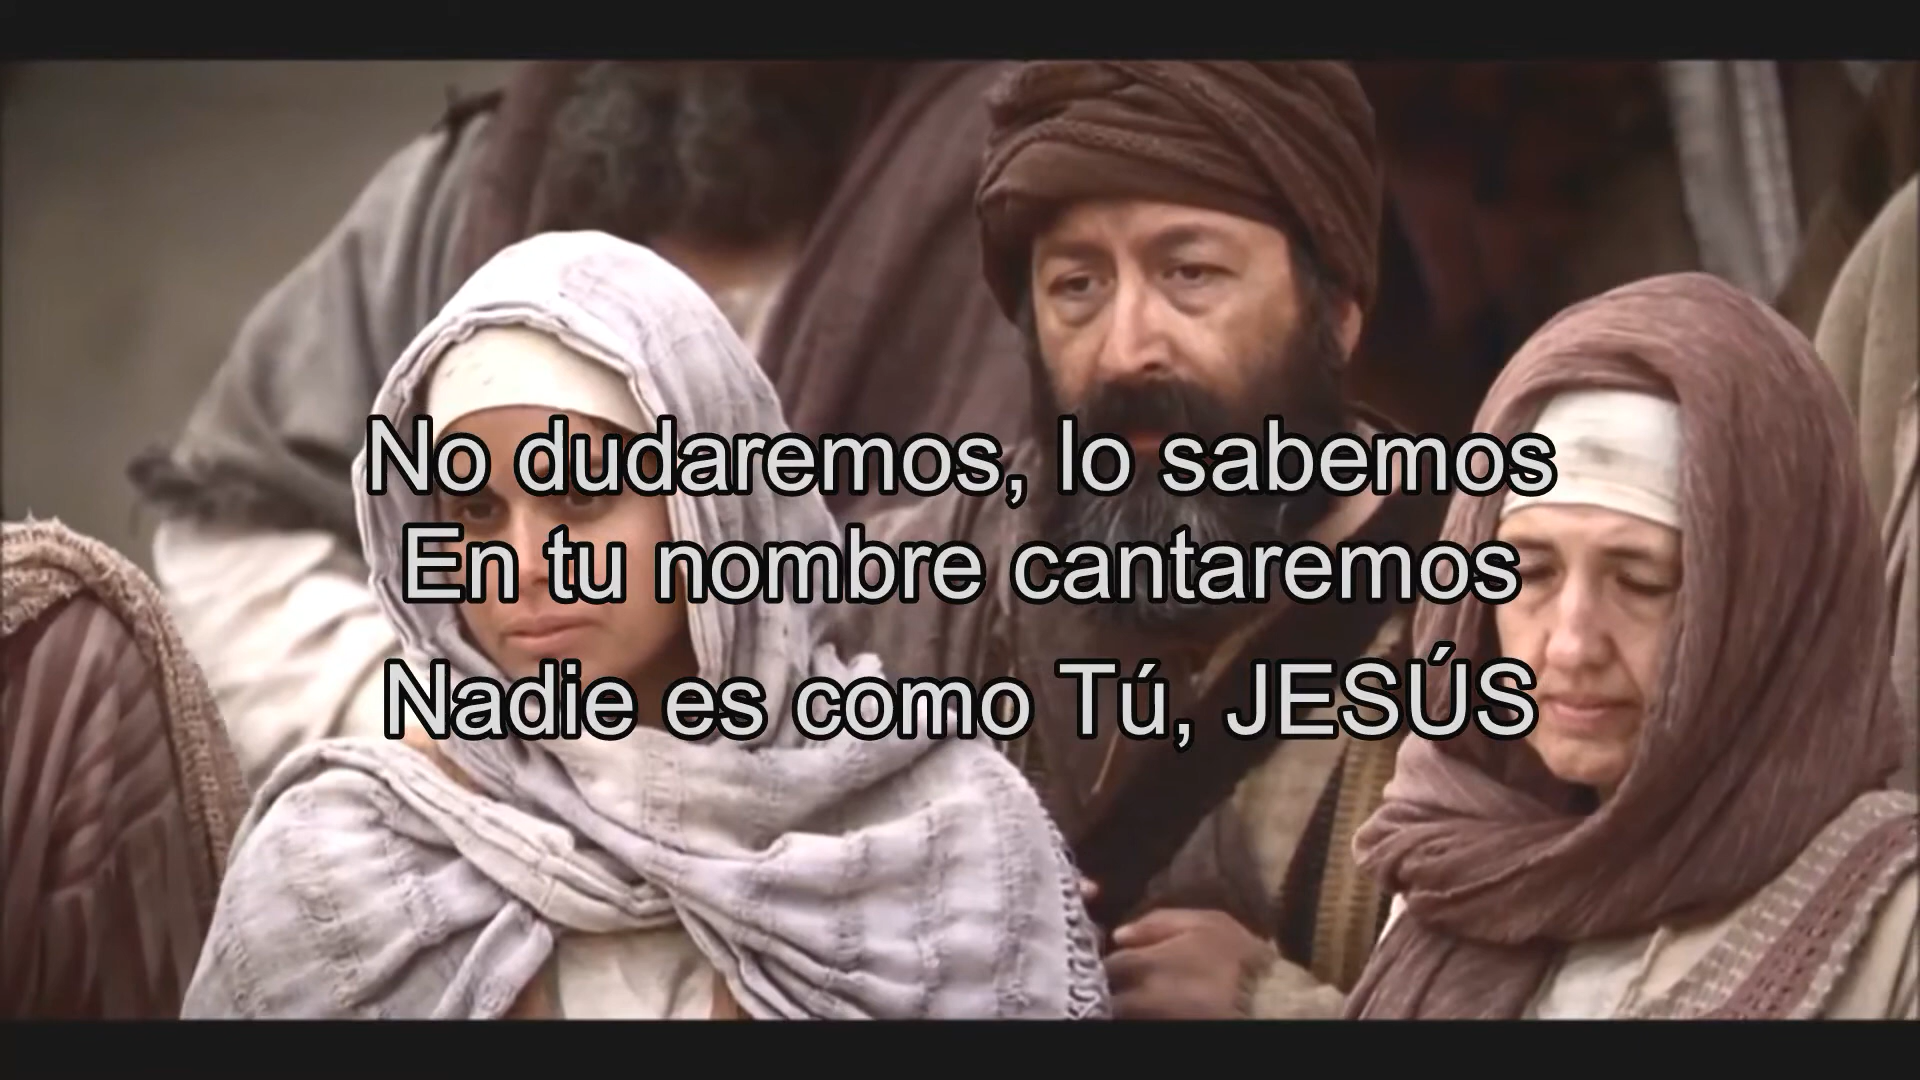 No dudaremos, lo sabemos
En tu nombre cantaremos
Nadie es como Tú, JESÚS